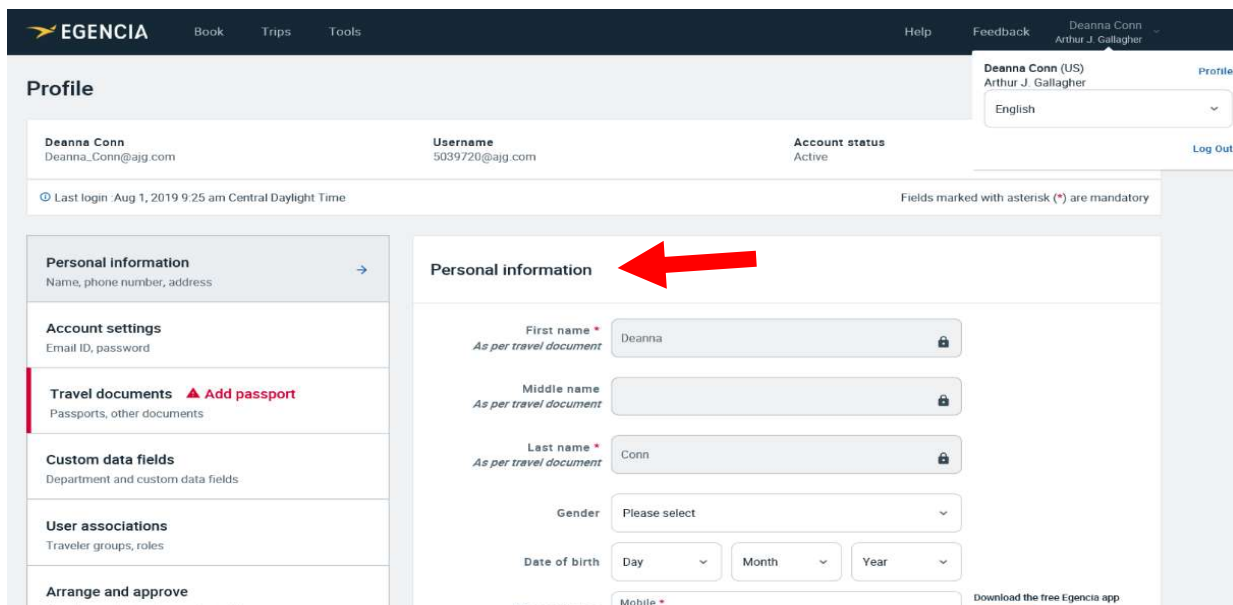 EGENCIA Book Trips Tools Help Feedback Deanna Conn
Arthur J. Gallagher
Deanna Conn (US) Profile
Arthur J. Gallagher
English
Log Out
Profile
Deanna Conn Username Account status
Deanna_Conn@ajg.com 5039720@ajg.com Active
Last login :Aug 1, 2019 9:25 am Central Daylight Time Fields marked with asterisk (*) are mandatory
Personal information
Name, phone number, address
Account settings
Email ID, password
Travel documents Add passport
Passports, other documents
Custom data fields
Department and custom data fields
User associations
Traveler groups, roles
Arrange and approve
Personal information
First name * Deanna
As per travel document
Middle name
As per travel document
Last name * Conn
As per travel document
Gender Please select
Date of birth Day Month Year
Mobile *
Download the free Egencia app